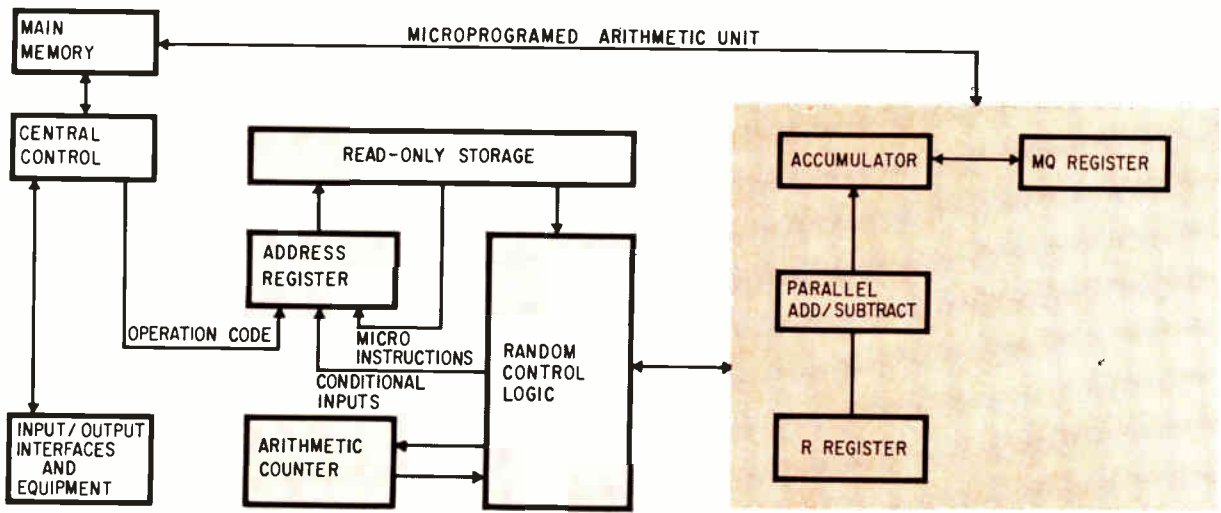 MAIN
MEMORY
MICROPROGRAMED ARITHMETIC UNIT
CENTRAL
CONTROL
READ-ONLY STORAGE
ACCUMULATOR
MQ REGISTER
ADDRESS
REGISTER
PARALLEL
ADD/SUBTRACT
OPERATION CODE
MICRO
INSTRUCTIONS
CONDITIONAL
INPUTS
RANDOM
CONTROL
LOGIC
INPUT/OUTPUT
INTERFACES
AND
EQUIPMENT
ARITHMETIC
COUNTER
R REGISTER